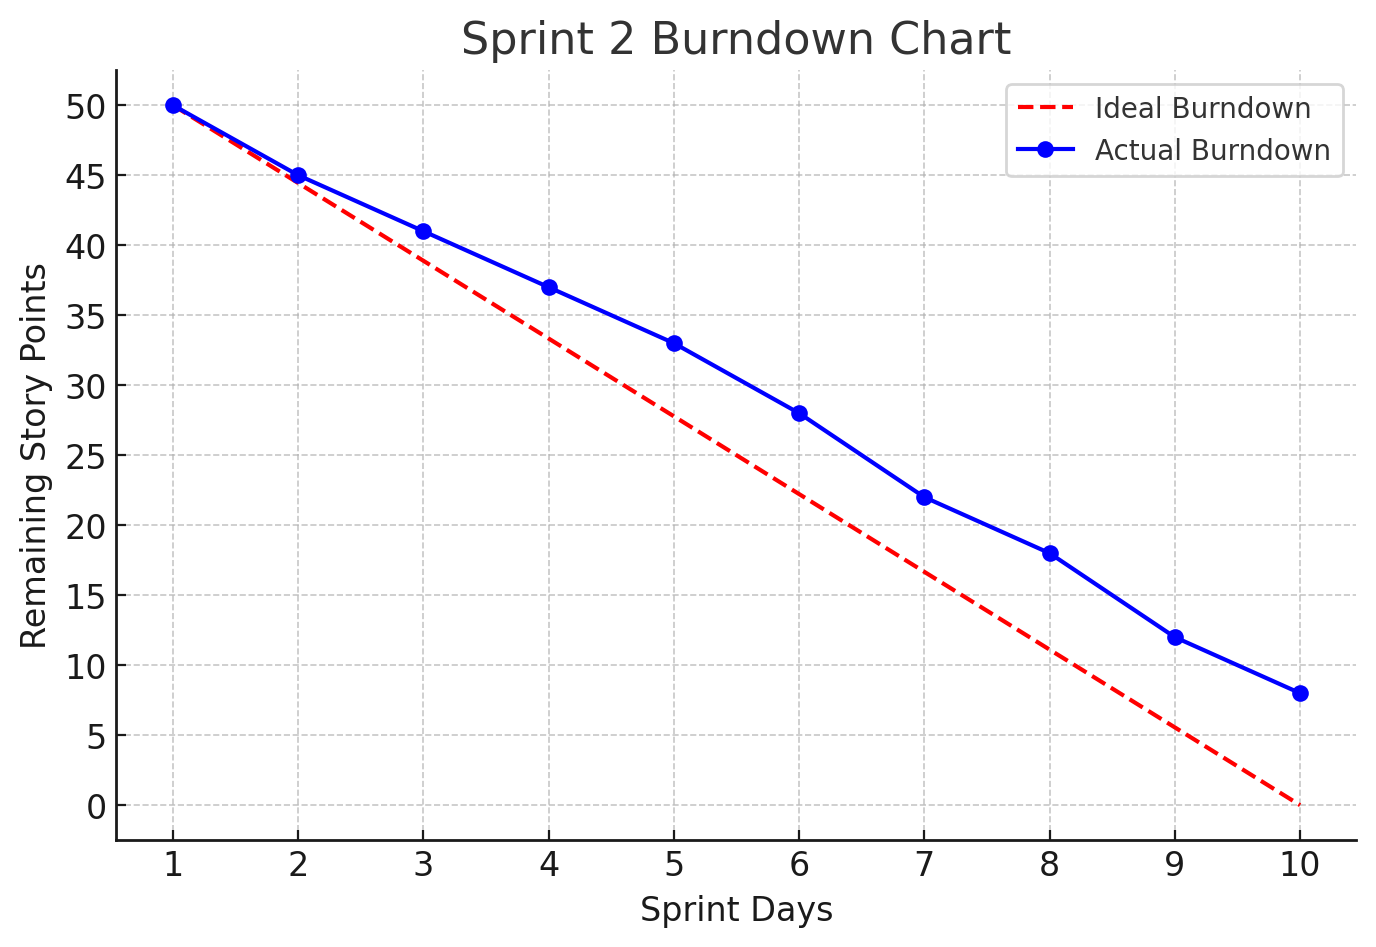 Sprint 2 Burndown Chart
Ideal Burndown
Actual Burndown
Remaining Story Points
50
45
40
35
30
25
20
15
10
5
0
1 2 3 4 5 6 7 8 9 10
Sprint Days